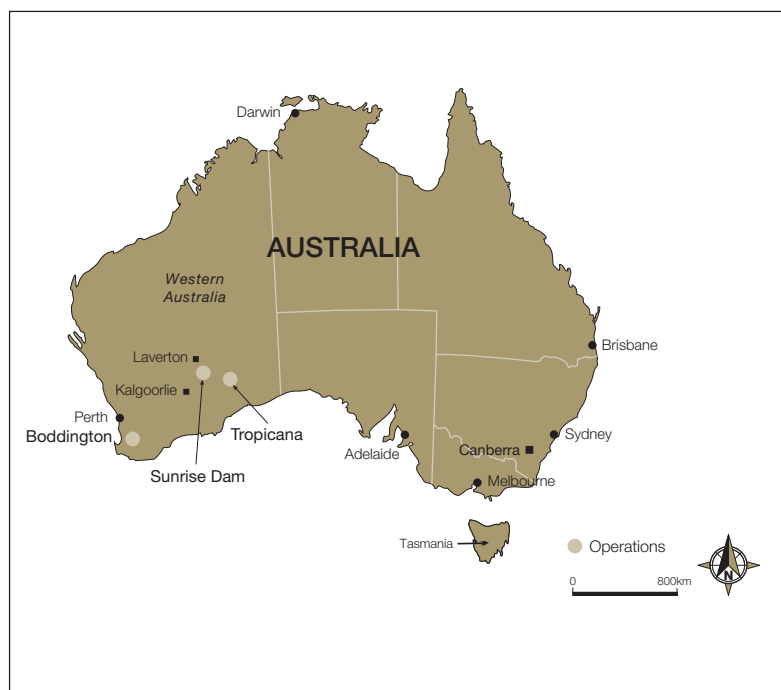 Darwin
AUSTRALIA
Western
Australia
Brisbane
Laverton
Kalgoorlie
Perth
Boddington
Tropicana
Sunrise Dam
Adelaide
Canberra
Sydney
Melbourne
Tasmania
Operations
0 800km
N